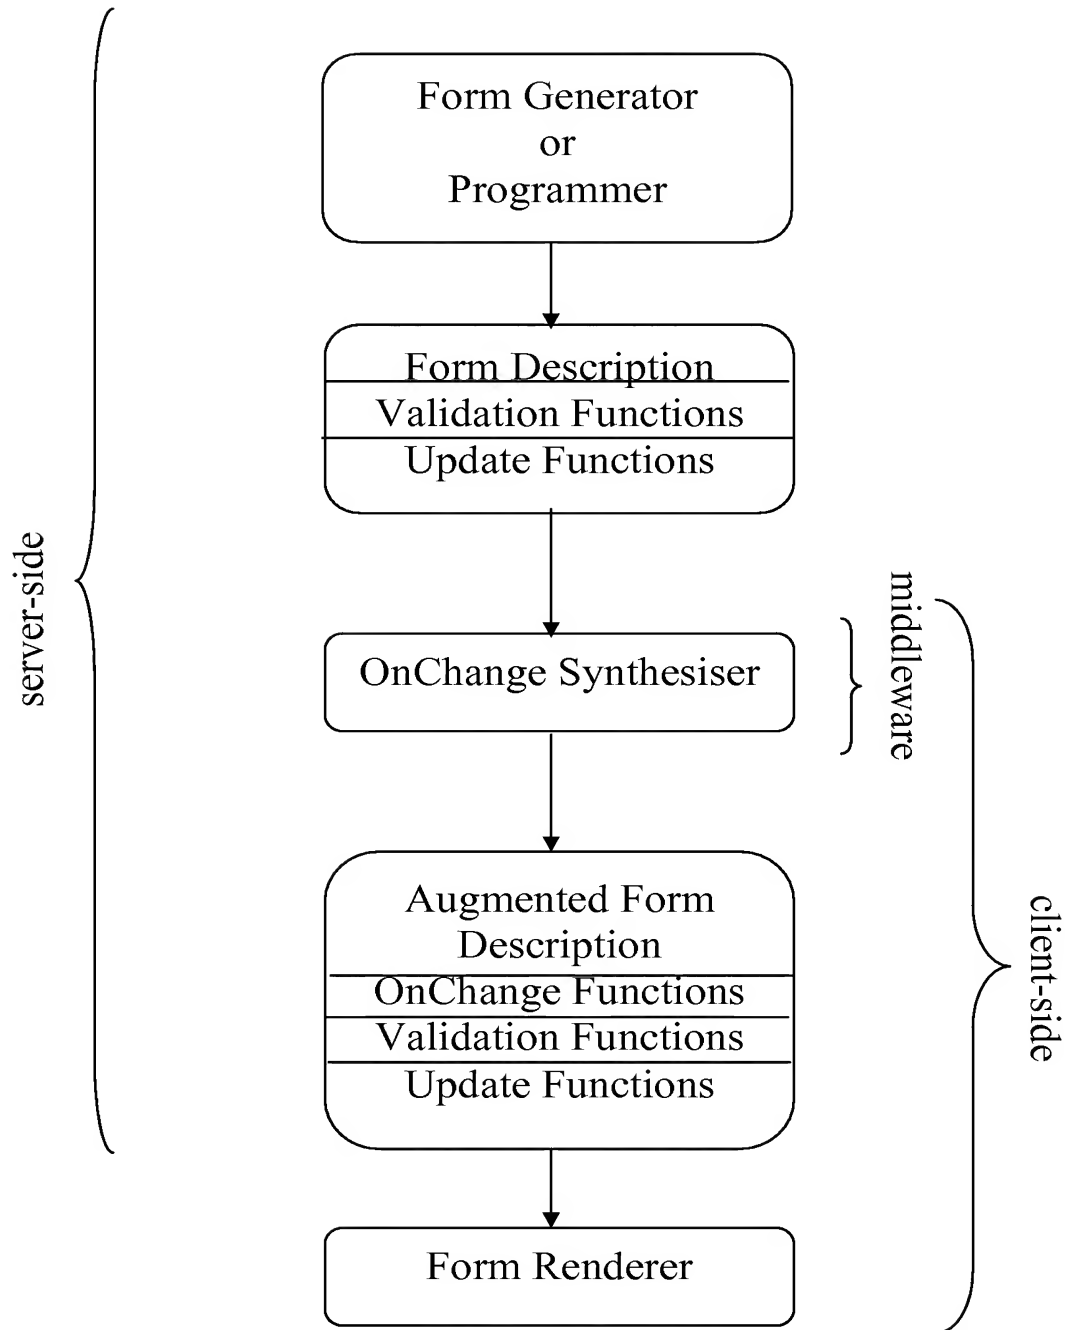 Form Generator
or
Programmer
Form Description
Validation Functions
Update Functions
server-side
middleware
OnChange Synthesiser
client-side
Augmented Form
Description
OnChange Functions
Validation Functions
Update Functions
Form Renderer